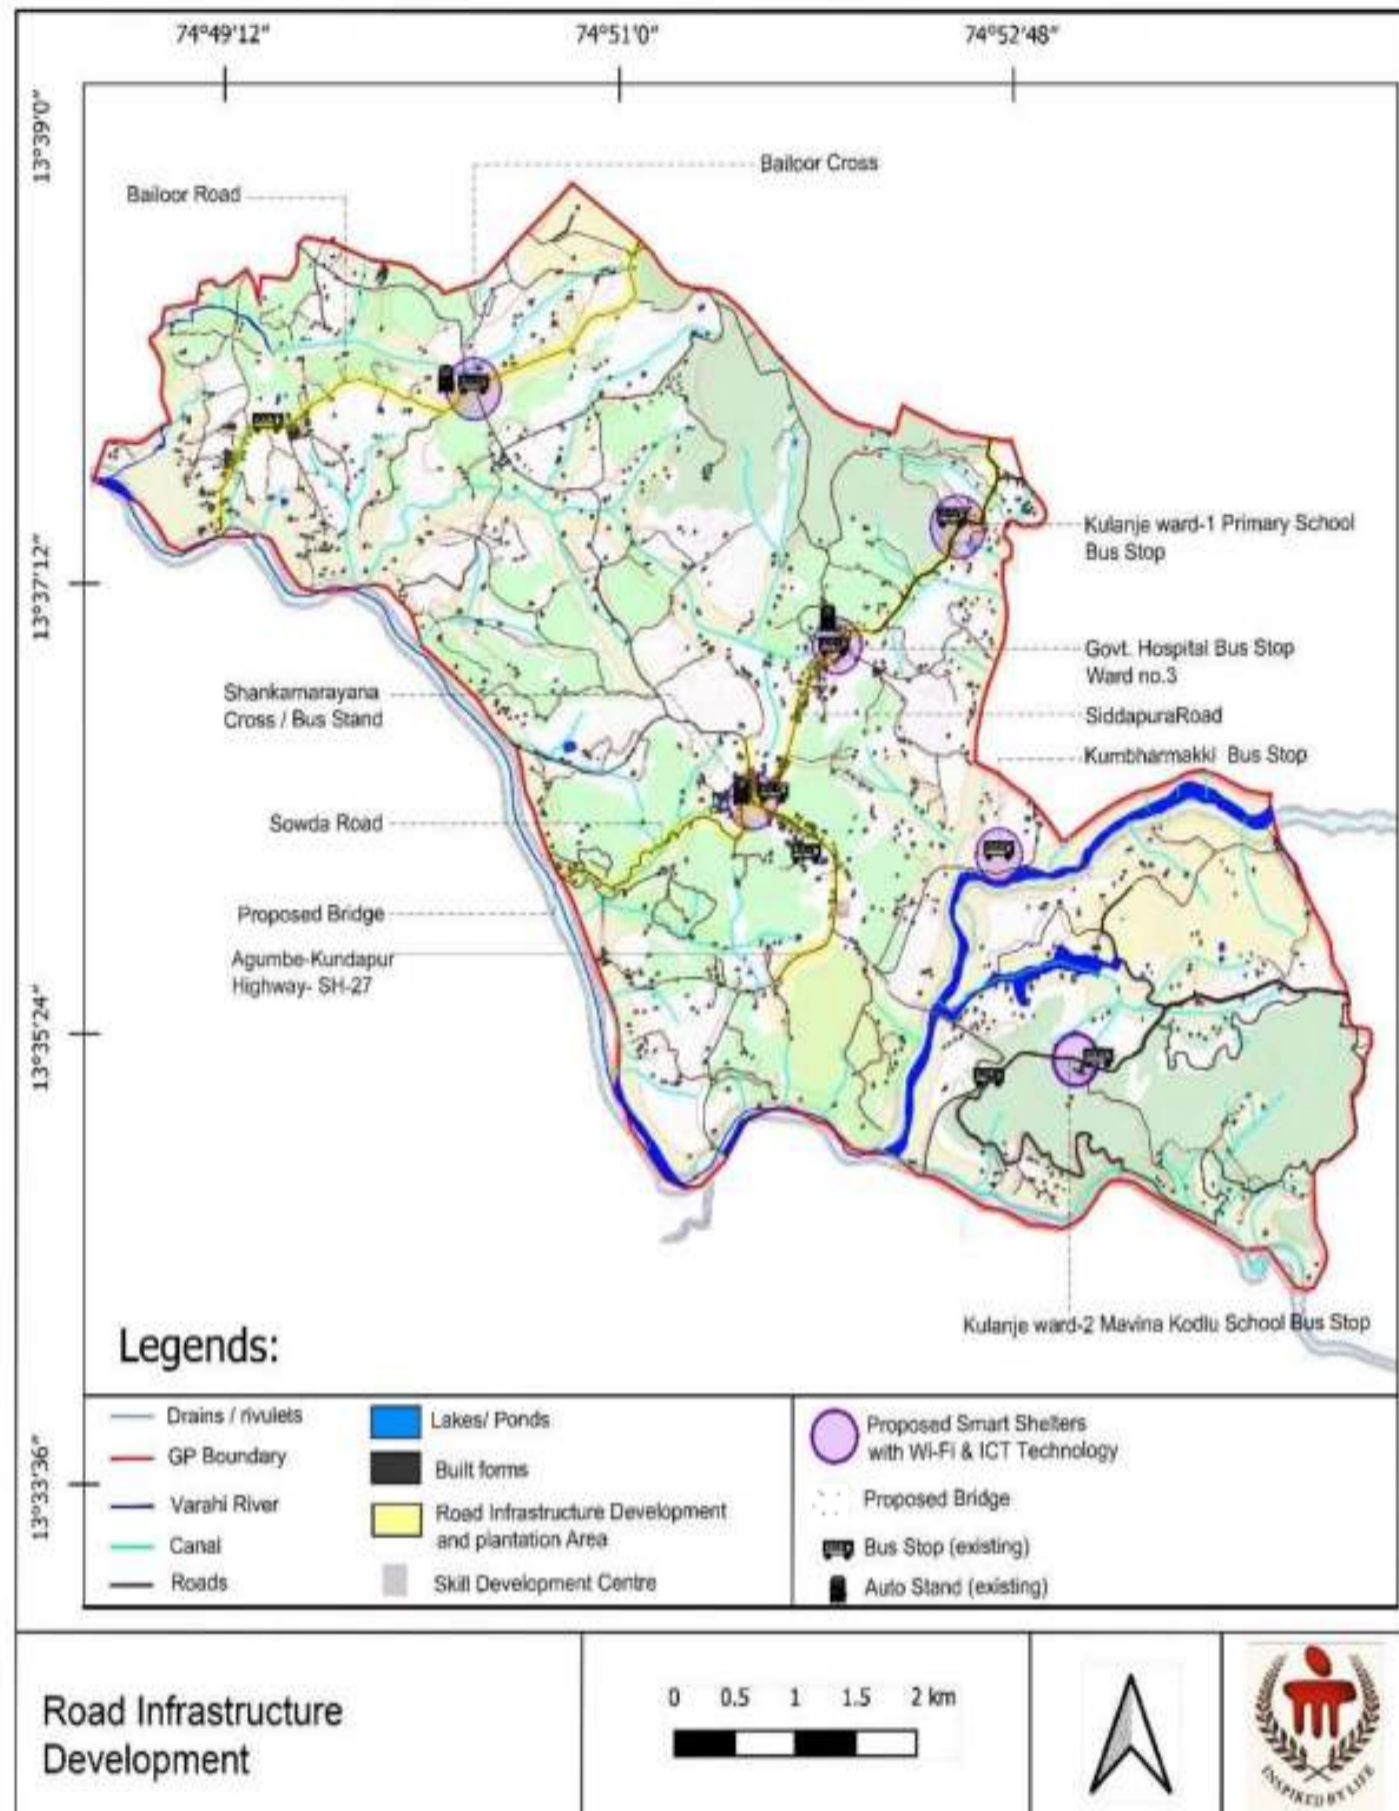 74°49'12"
74°51'0"
74°52'48"
13°39'0"
Bailoor Cross
Bailoor Road
Kulanje ward-1 Primary School
Bus Stop
13°37'12"
Govt. Hospital Bus Stop
Ward no.3
Shankarnarayana
Cross / Bus Stand
SiddapuraRoad
Kumbharmakki Bus Stop
Sowda Road
Proposed Bridge
Agumbe-Kundapur
Highway- SH-27
13°35'24"
Kulanje ward-2 Mavina Kodlu School Bus Stop
Legends:
Drains / rivulets
GP Boundary
Varahi River
Canal
Roads
Lakes/ Ponds
Built forms
Road Infrastructure Development
and plantation Area
Skill Development Centre
Proposed Smart Shelters
with Wi-Fi & ICT Technology
Proposed Bridge
Bus Stop (existing)
Auto Stand (existing)
13°33'36"
Road Infrastructure
Development
0 0.5 1 1.5 2 km
INSPIRED BY LIFE